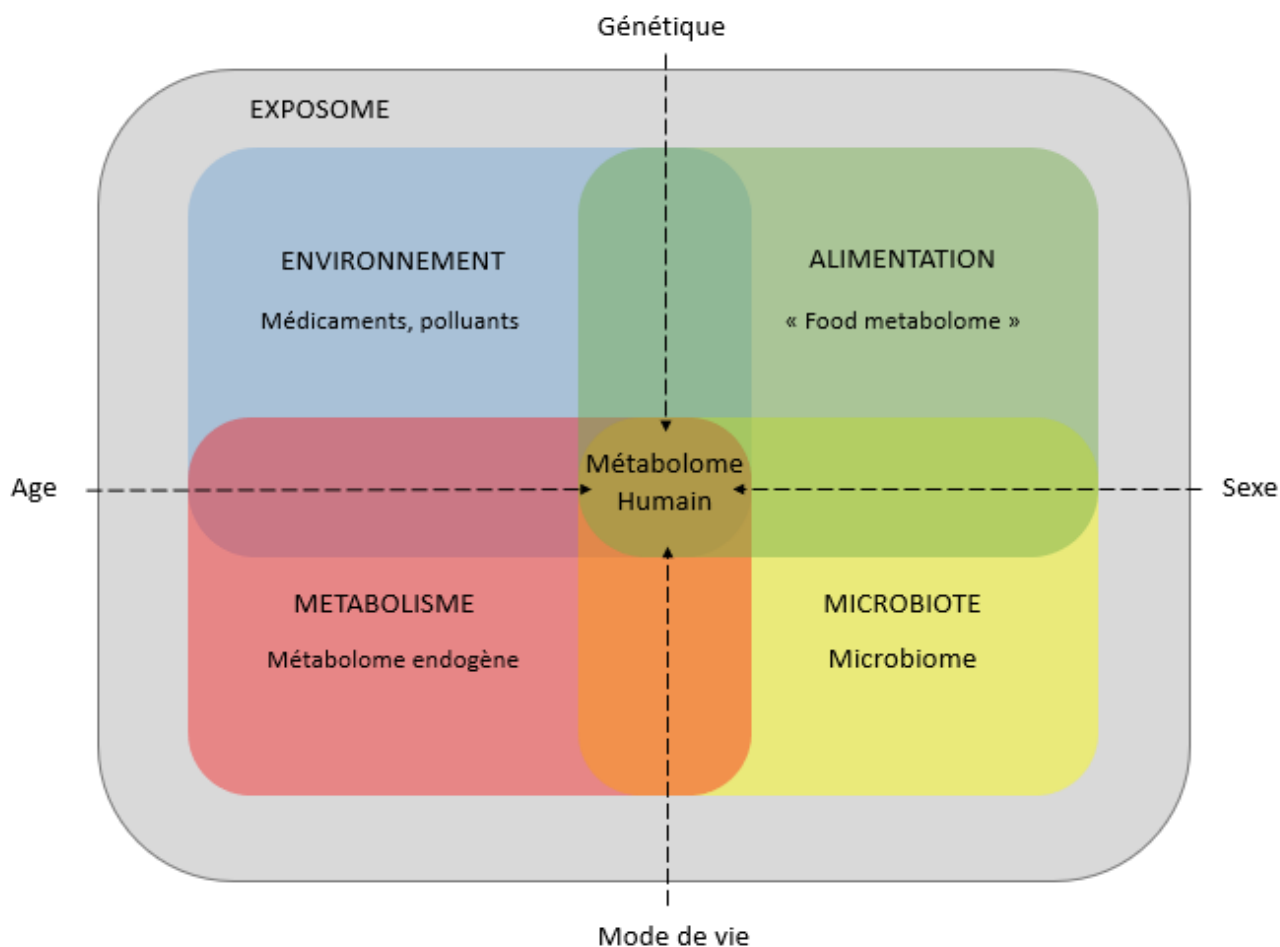 Génétique
EXPOSOME
ENVIRONNEMENT
Médicaments, polluants
ALIMENTATION
« Food metabolome »
Age
Métabolome
Humain
Sexe
METABOLISME
Métabolome endogène
MICROBIOTE
Microbiome
Mode de vie